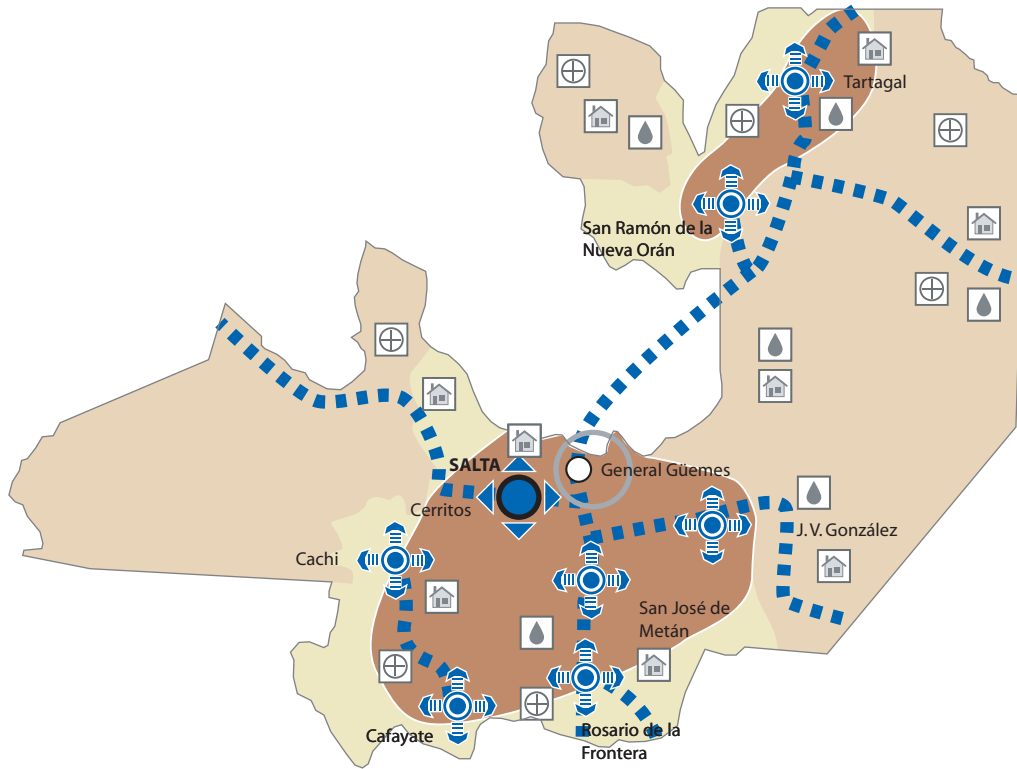 Tartagal
San Ramón de la
Nueva Orán
SALTA
General Güemes
Cerritos
J. V. González
Cachi
San José de
Metán
Cafayate
Rosario de la
Frontera